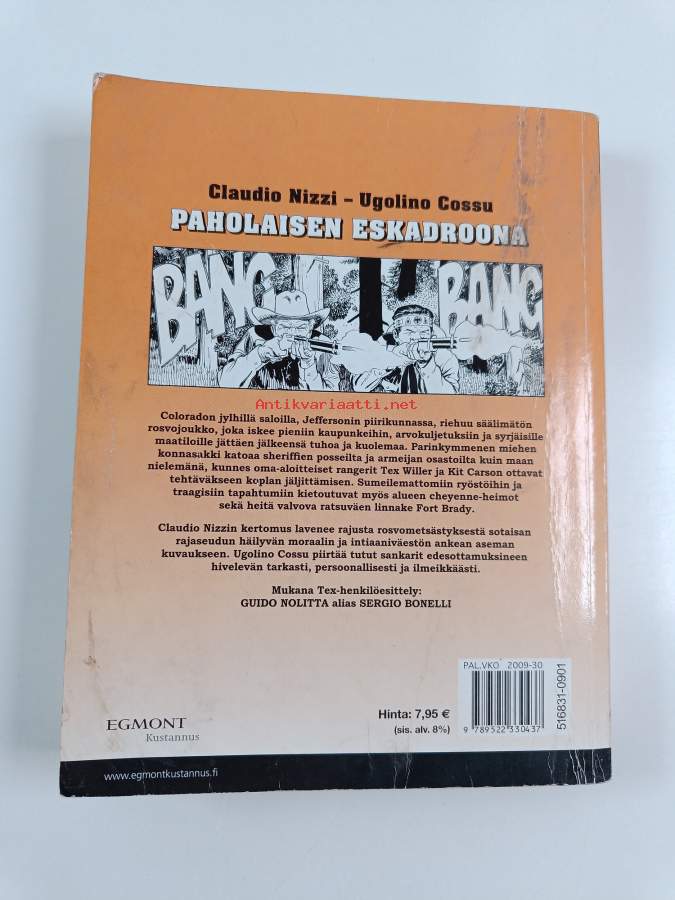 Claudio Nizzi – Ugolino Cossu
PAHOLAISEN ESKADROONA
BANG BANG
Antikvariaatti.net
Coloradon jylhillä saloilla, Jeffersonin piirikunnassa, riehuu säälimätön
rosvojoukko, joka iskee pieniin kaupunkeihin, arvokuljetuksiin ja syrjäisille
maatiloille jättäen jälkeensä tuhoa ja kuolemaa. Parinkymmenen miehen
konnasakki katoaa sheriffien posseilta ja armeijan osastoilta kuin maan
nielemänä, kunnes oma-aloitteiset rangerit Tex Willer ja Kit Carson ottavat
tehtäväkseen koplan jäljittämisen. Sumeilemattomiin ryöstöihin ja
traagisiin tapahtumiin kietoutuvat myös alueen cheyenne-heimot
sekä heitä valvova ratsuväen linnake Fort Brady.
Claudio Nizzin kertomus lavenee rajusta rosvometsästyksestä sotaisan
rajaseudun häilyvän moraalin ja intiaaniväestön ankean aseman
kuvaukseen. Ugolino Cossu piirtää tutut sankarit edesottamuksineen
hivelevän tarkasti, persoonallisesti ja ilmeikkäästi.
Mukana Tex-henkilöesittely:
GUIDO NOLITTA alias SERGIO BONELLI
PAL.VKO 2009-30
516831-0901
9 789522 330437
Hinta: 7,95 €
(sis. alv. 8%)
EGMONT
Kustannus
www.egmontkustannus.fi